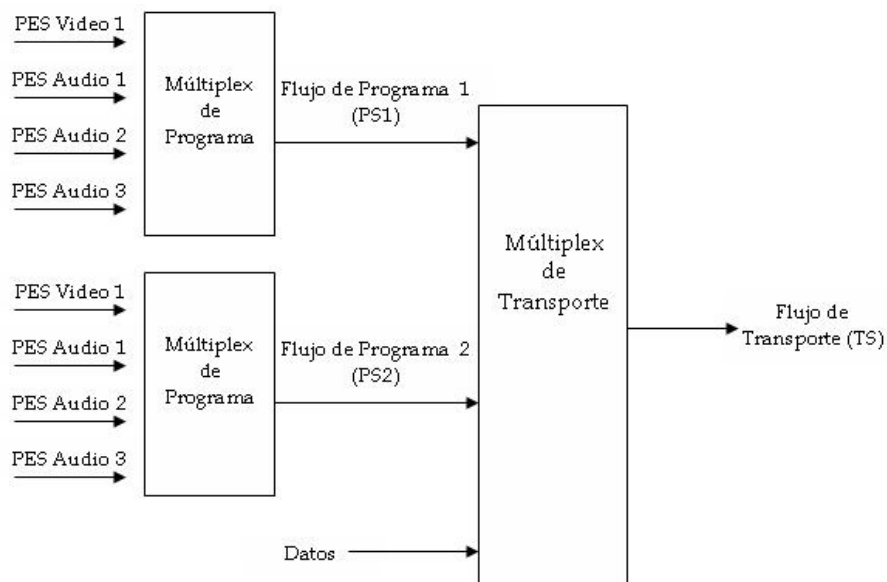 PES Video 1
PES Audio 1
PES Audio 2
PES Audio 3
Múltiplex
de
Programa
Flujo de Programa 1
(PS1)
PES Video 1
PES Audio 1
PES Audio 2
PES Audio 3
Múltiplex
de
Programa
Flujo de Programa 2
(PS2)
Datos
Múltiplex
de
Transporte
Flujo de
Transporte (TS)